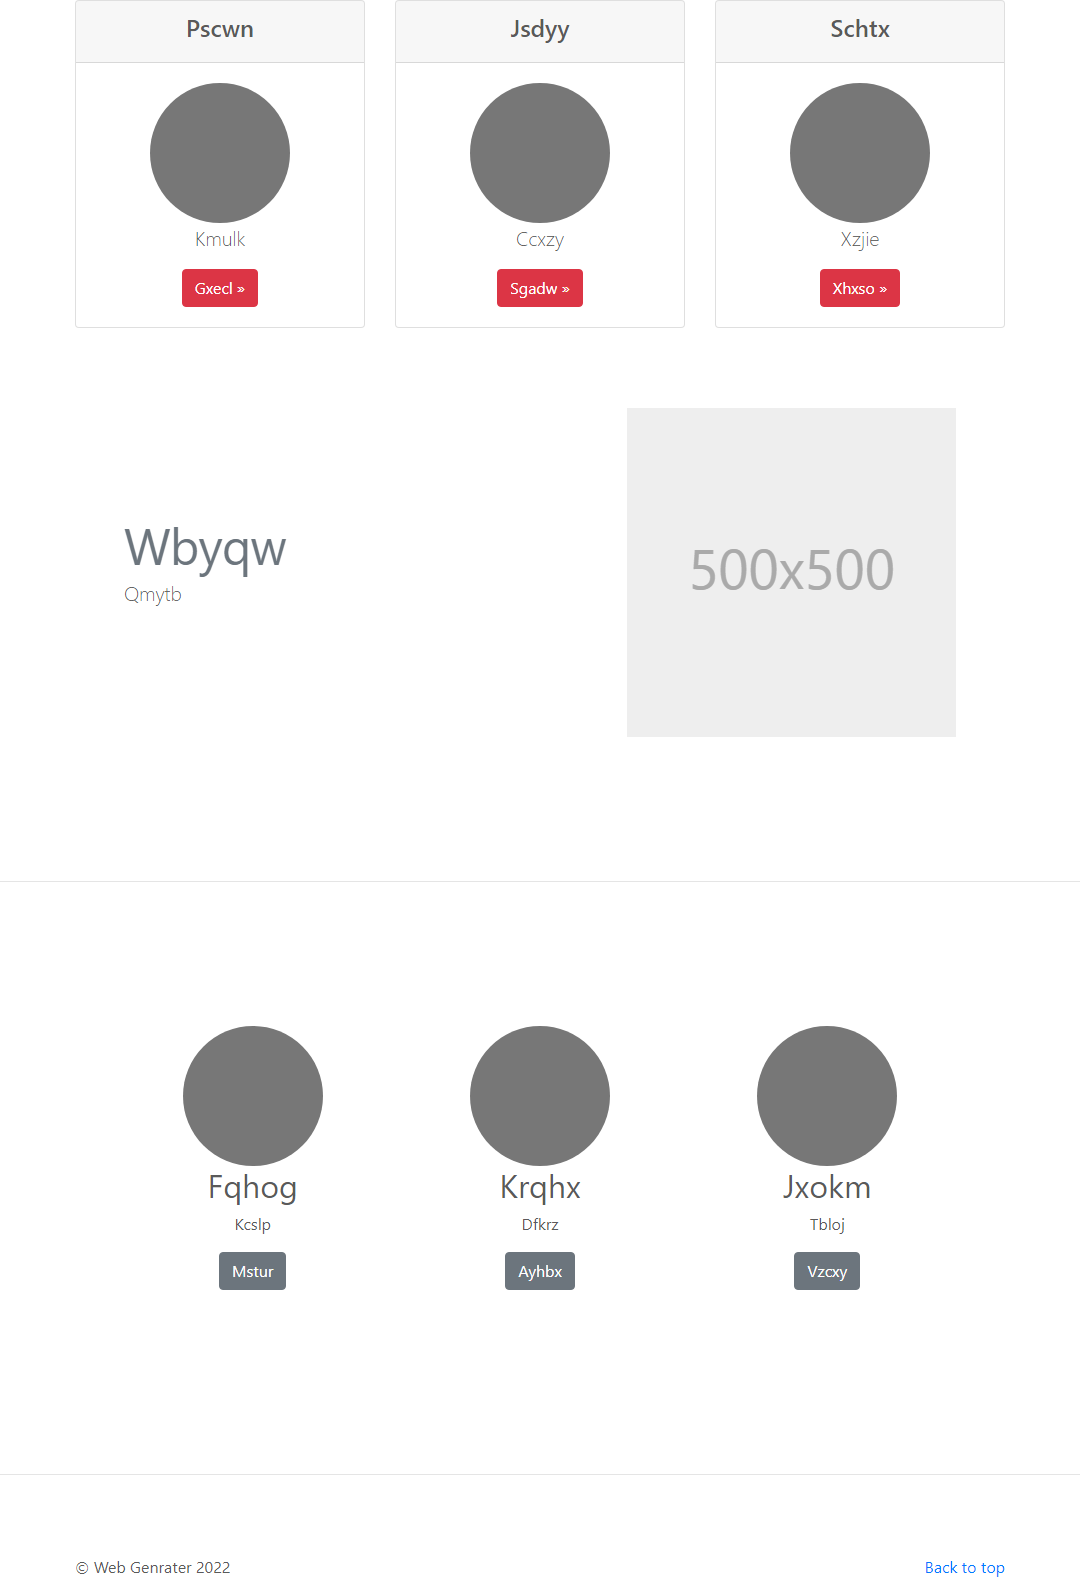 Pscwn
Jsdyy
Schtx
Kmulk
Ccxzy
Xzjie
Gxecl »
Sgadw »
Xhxso »
Wbyqw
Qmytb
500x500
Fqhog
Krqhx
Jxokm
Kcslp
Dfkrz
Tbloj
Mstur
Ayhbx
Vzcxy
© Web Genrater 2022
Back to top